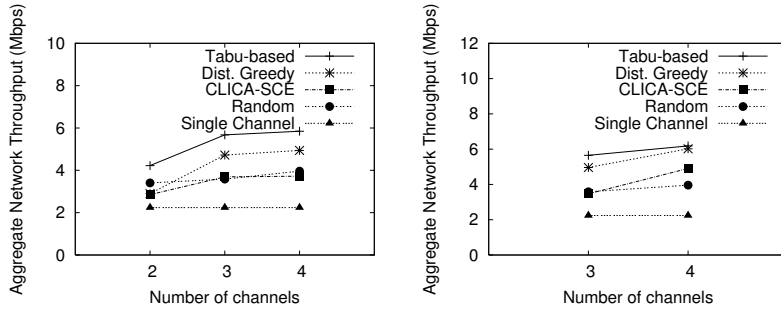 Aggregate Network Throughput (Mbps)
10
8
6
4
2
0
Tabu-based
Dist. Greedy
CLICA-SCE
Random
Single Channel
2 3 4
Number of channels
Aggregate Network Throughput (Mbps)
12
10
8
6
4
2
0
Tabu-based
Dist. Greedy
CLICA-SCE
Random
Single Channel
3 4
Number of channels